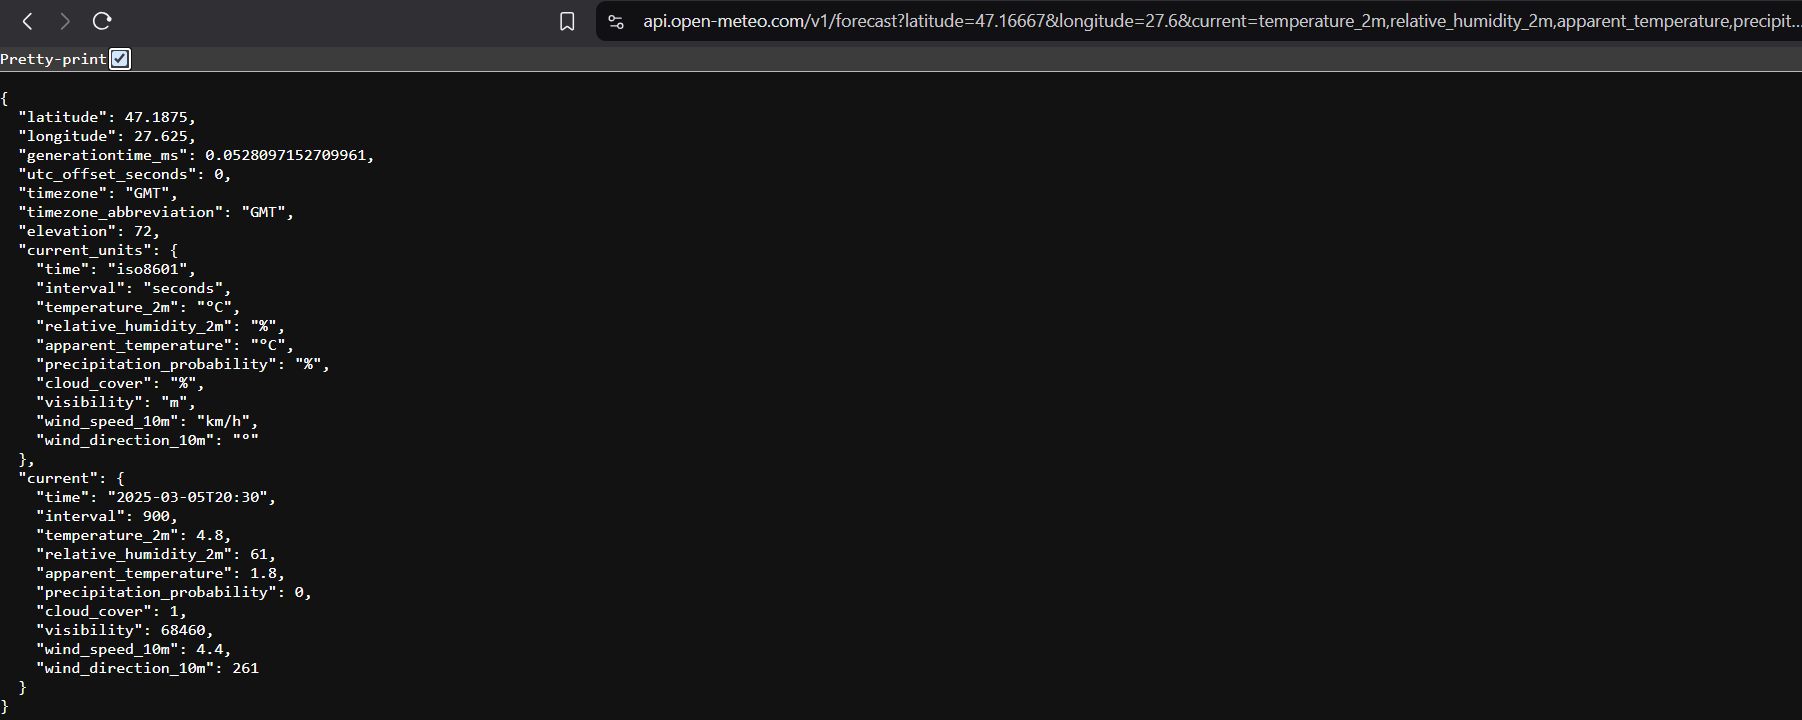 api.open-meteo.com/v1/forecast?latitude=47.16667&longitude=27.6&current=temperature_2m,relative_humidity_2m,apparent_temperature,precipit...
Pretty-print
{
  "latitude": 47.1875,
  "longitude": 27.625,
  "generationtime_ms": 0.0528097152709961,
  "utc_offset_seconds": 0,
  "timezone": "GMT",
  "timezone_abbreviation": "GMT",
  "elevation": 72,
  "current_units": {
    "time": "iso8601",
    "interval": "seconds",
    "temperature_2m": "°C",
    "relative_humidity_2m": "%",
    "apparent_temperature": "°C",
    "precipitation_probability": "%",
    "cloud_cover": "%",
    "visibility": "m",
    "wind_speed_10m": "km/h",
    "wind_direction_10m": "°"
  },
  "current": {
    "time": "2025-03-05T20:30",
    "interval": 900,
    "temperature_2m": 4.8,
    "relative_humidity_2m": 61,
    "apparent_temperature": 1.8,
    "precipitation_probability": 0,
    "cloud_cover": 1,
    "visibility": 68460,
    "wind_speed_10m": 4.4,
    "wind_direction_10m": 261
  }
}